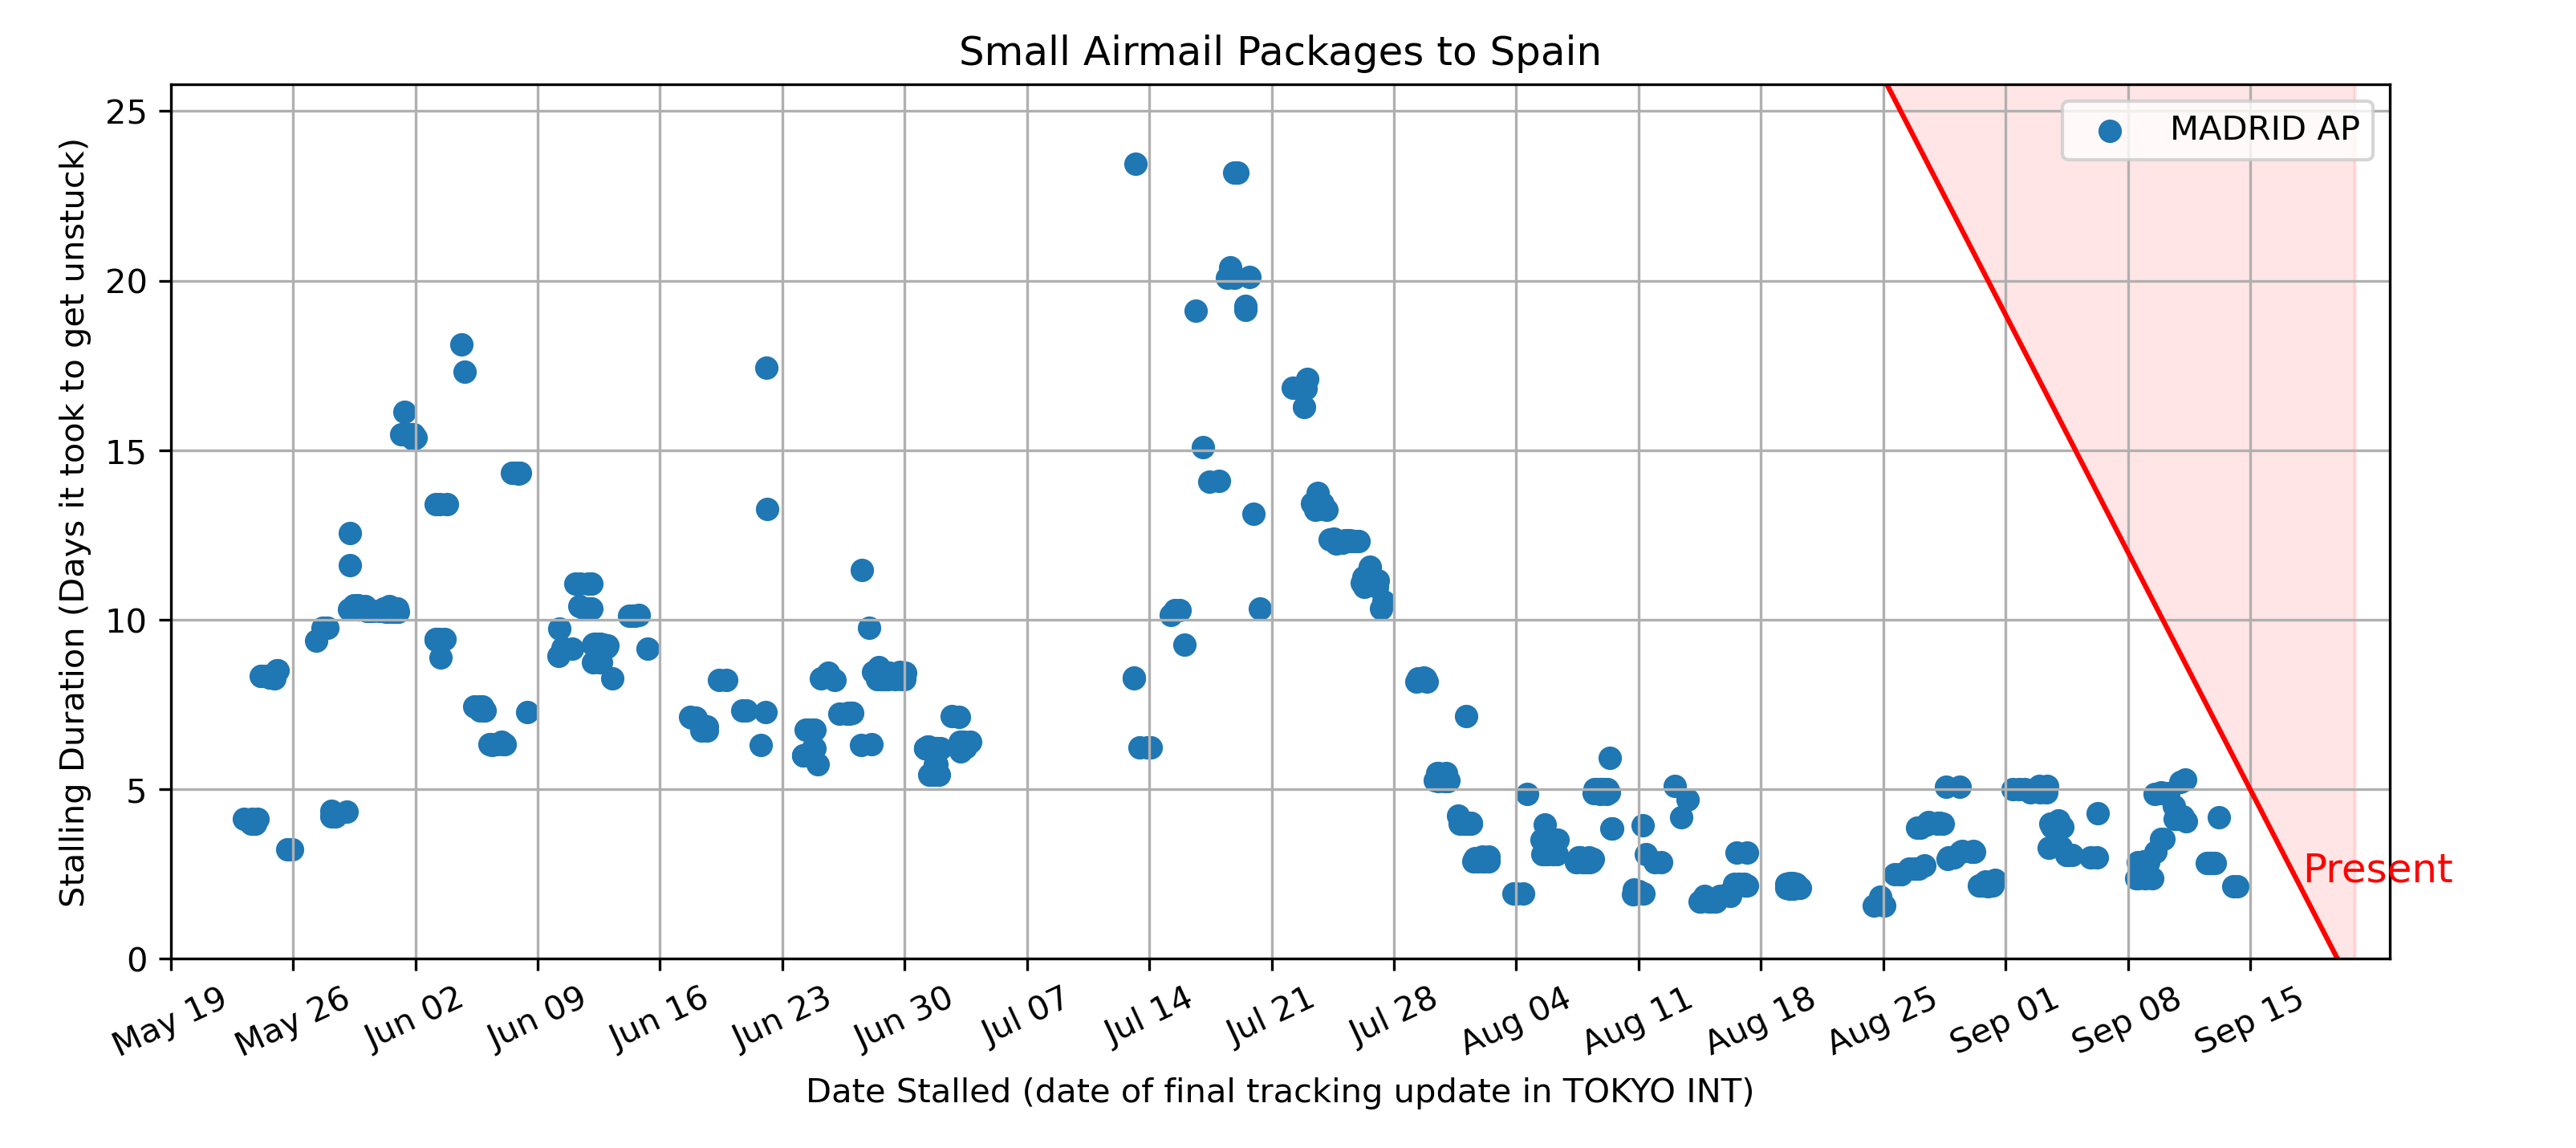 Small Airmail Packages to Spain
MADRID AP
Stalling Duration (Days it took to get unstuck)
25
20
15
10
5
0
Present
May 19
May 26
Jun 02
Jun 09
Jun 16
Jun 23
Jun 30
Jul 07
Jul 14
Jul 21
Jul 28
Aug 04
Aug 11
Aug 18
Aug 25
Sep 01
Sep 08
Sep 15
Date Stalled (date of final tracking update in TOKYO INT)